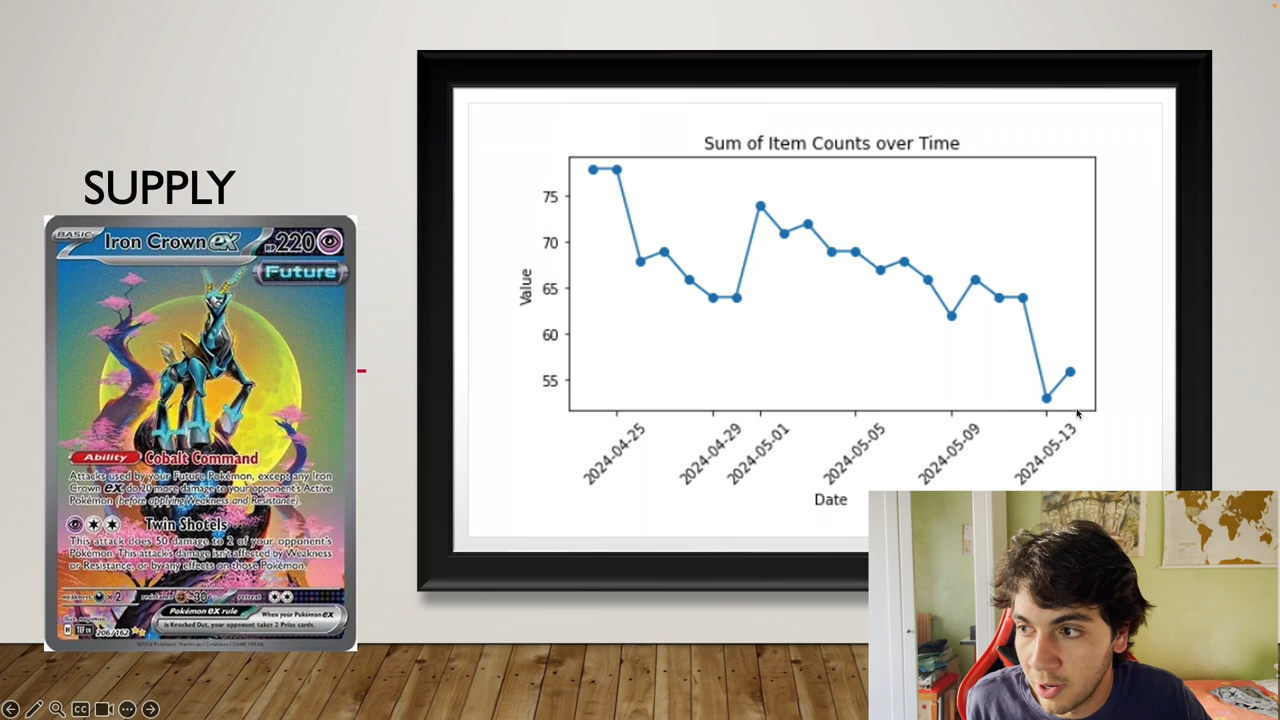 SUPPLY
BASIC
Iron Crown ex HP 220
Future
Ability Cobalt Command
Attacks used by your Future Pokémon, except any Iron
Crown ex, do 20 more damage to your opponent's Active
Pokémon (before applying Weakness and Resistance).
Twin Shotels
This attack does 50 damage to 2 of your opponent's
Pokémon. This attack's damage isn't affected by Weakness
or Resistance, or by any effects on those Pokémon.
weakness ×2 resistance -30 retreat
Pokémon ex rule
When your Pokémon ex
is Knocked Out, your opponent takes 2 Prize cards.
H TEF EN 206/162
Sum of Item Counts over Time
Value
75
70
65
60
55
2024-04-25
2024-04-29
2024-05-01
2024-05-05
2024-05-09
2024-05-13
Date
CC